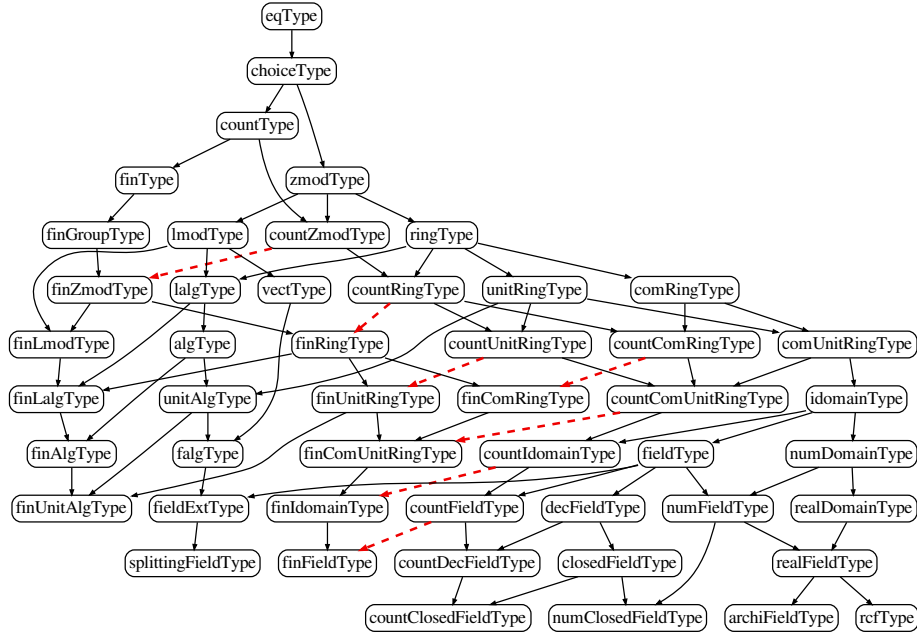 eqType
choiceType
countType
finType
zmodType
finGroupType
lmodType
countZmodType
ringType
finZmodType
lalgType
vectType
countRingType
unitRingType
comRingType
finLmodType
algType
finRingType
countUnitRingType
countComRingType
comUnitRingType
finLalgType
unitAlgType
finUnitRingType
finComRingType
countComUnitRingType
idomainType
finAlgType
falgType
finComUnitRingType
countIdomainType
fieldType
numDomainType
finUnitAlgType
fieldExtType
finIdomainType
countFieldType
decFieldType
numFieldType
realDomainType
splittingFieldType
finFieldType
countDecFieldType
closedFieldType
realFieldType
countClosedFieldType
numClosedFieldType
archiFieldType
rcfType